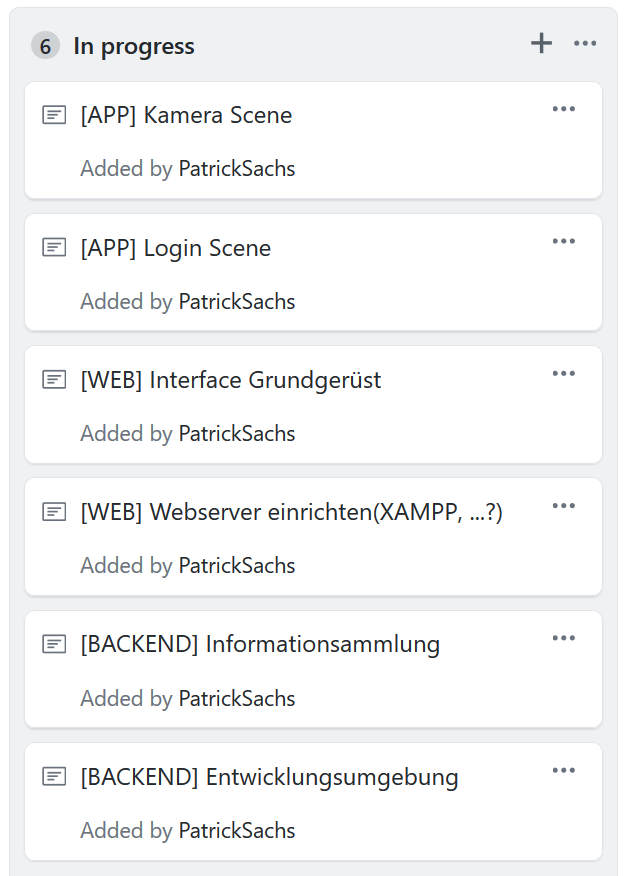 6 In progress
[APP] Kamera Scene
Added by PatrickSachs
[APP] Login Scene
Added by PatrickSachs
[WEB] Interface Grundgerüst
Added by PatrickSachs
[WEB] Webserver einrichten(XAMPP, ...?)
Added by PatrickSachs
[BACKEND] Informationsammlung
Added by PatrickSachs
[BACKEND] Entwicklungsumgebung
Added by PatrickSachs